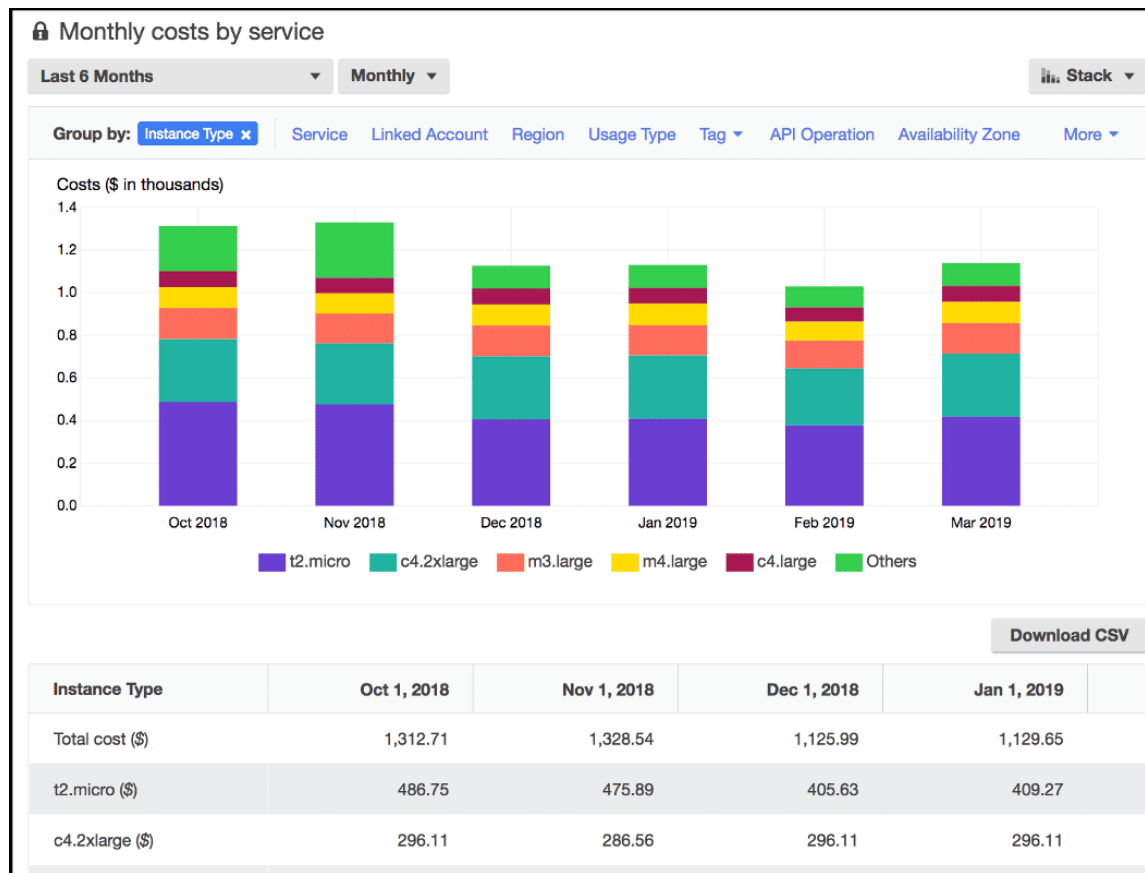 Monthly costs by service
Last 6 Months Monthly Stack
Group by: Instance Type × Service Linked Account Region Usage Type Tag API Operation Availability Zone More
Costs ($ in thousands)
1.4
1.2
1.0
0.8
0.6
0.4
0.2
0.0
Oct 2018 Nov 2018 Dec 2018 Jan 2019 Feb 2019 Mar 2019
t2.micro c4.2xlarge m3.large m4.large c4.large Others
Download CSV
Instance Type Oct 1, 2018 Nov 1, 2018 Dec 1, 2018 Jan 1, 2019
Total cost ($) 1,312.71 1,328.54 1,125.99 1,129.65
t2.micro ($) 486.75 475.89 405.63 409.27
c4.2xlarge ($) 296.11 286.56 296.11 296.11